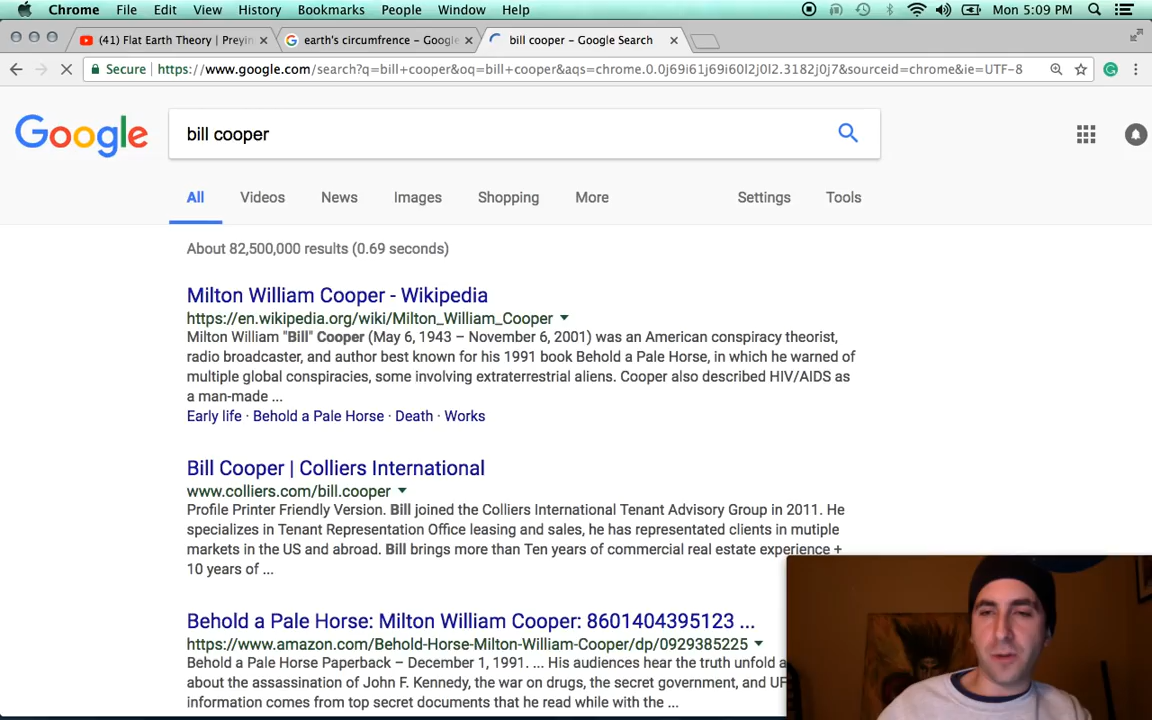 Chrome File Edit View History Bookmarks People Window Help Mon 5:09 PM
(41) Flat Earth Theory | Preyin × earth's circumfrence – Google × bill cooper – Google Search ×
Secure | https://www.google.com/search?q=bill+cooper&oq=bill+cooper&aqs=chrome.0.0j69i61j69i60l2j0l2.3182j0j7&sourceid=chrome&ie=UTF-8
Google bill cooper
All Videos News Images Shopping More Settings Tools
About 82,500,000 results (0.69 seconds)
Milton William Cooper - Wikipedia
https://en.wikipedia.org/wiki/Milton_William_Cooper
Milton William "Bill" Cooper (May 6, 1943 – November 6, 2001) was an American conspiracy theorist,
radio broadcaster, and author best known for his 1991 book Behold a Pale Horse, in which he warned of
multiple global conspiracies, some involving extraterrestrial aliens. Cooper also described HIV/AIDS as
a man-made ...
Early life · Behold a Pale Horse · Death · Works
Bill Cooper | Colliers International
www.colliers.com/bill.cooper
Profile Printer Friendly Version. Bill joined the Colliers International Tenant Advisory Group in 2011. He
specializes in Tenant Representation Office leasing and sales, he has representated clients in mutiple
markets in the US and abroad. Bill brings more than Ten years of commercial real estate experience +
10 years of ...
Behold a Pale Horse: Milton William Cooper: 8601404395123 ...
https://www.amazon.com/Behold-Horse-Milton-William-Cooper/dp/0929385225
Behold a Pale Horse Paperback – December 1, 1991. ... His audiences hear the truth unfold a
about the assassination of John F. Kennedy, the war on drugs, the secret government, and UF
information comes from top secret documents that he read while with the ...